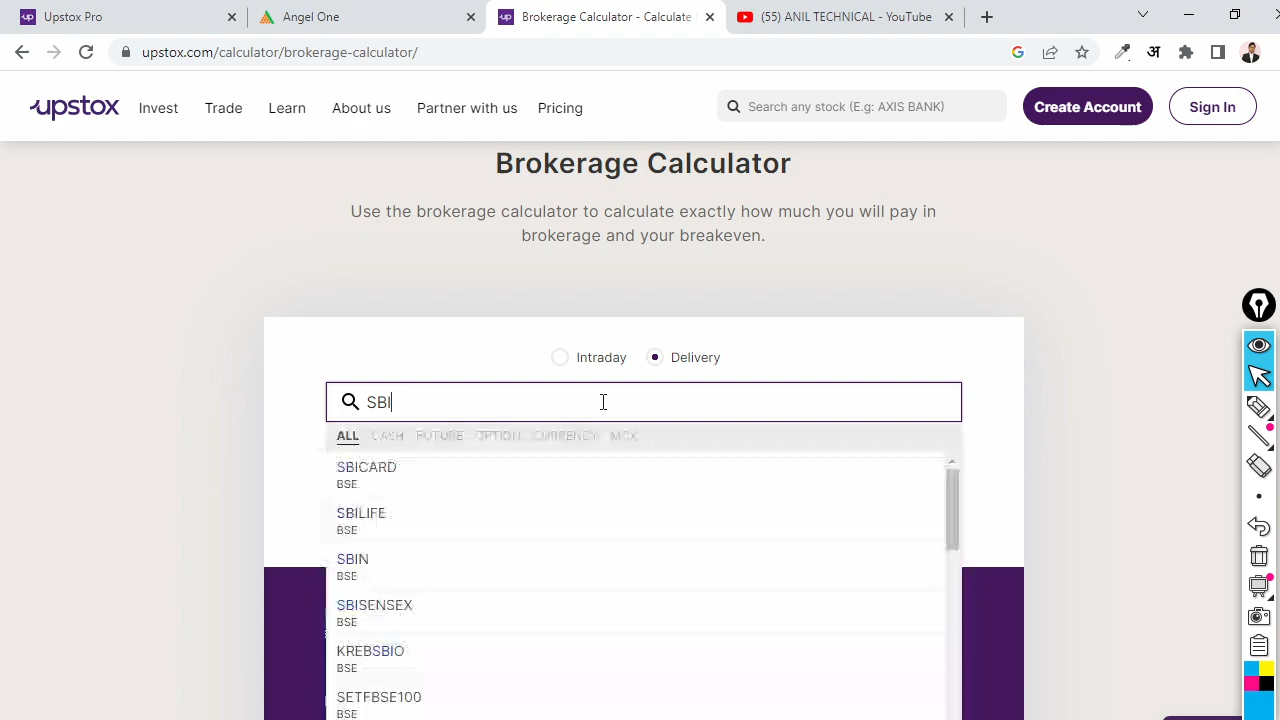 Upstox Pro
Angel One
Brokerage Calculator - Calculate
(55) ANIL TECHNICAL - YouTube
upstox.com/calculator/brokerage-calculator/
अ
upstox
Invest
Trade
Learn
About us
Partner with us
Pricing
Search any stock (E.g: AXIS BANK)
Create Account
Sign In
Brokerage Calculator
Use the brokerage calculator to calculate exactly how much you will pay in
brokerage and your breakeven.
Intraday
Delivery
SBI
ALL CASH FUTURE OPTION CURRENCY MCX
SBICARD
BSE
SBILIFE
BSE
SBIN
BSE
SBISENSEX
BSE
KREBSBIO
BSE
SETFBSE100
BSE